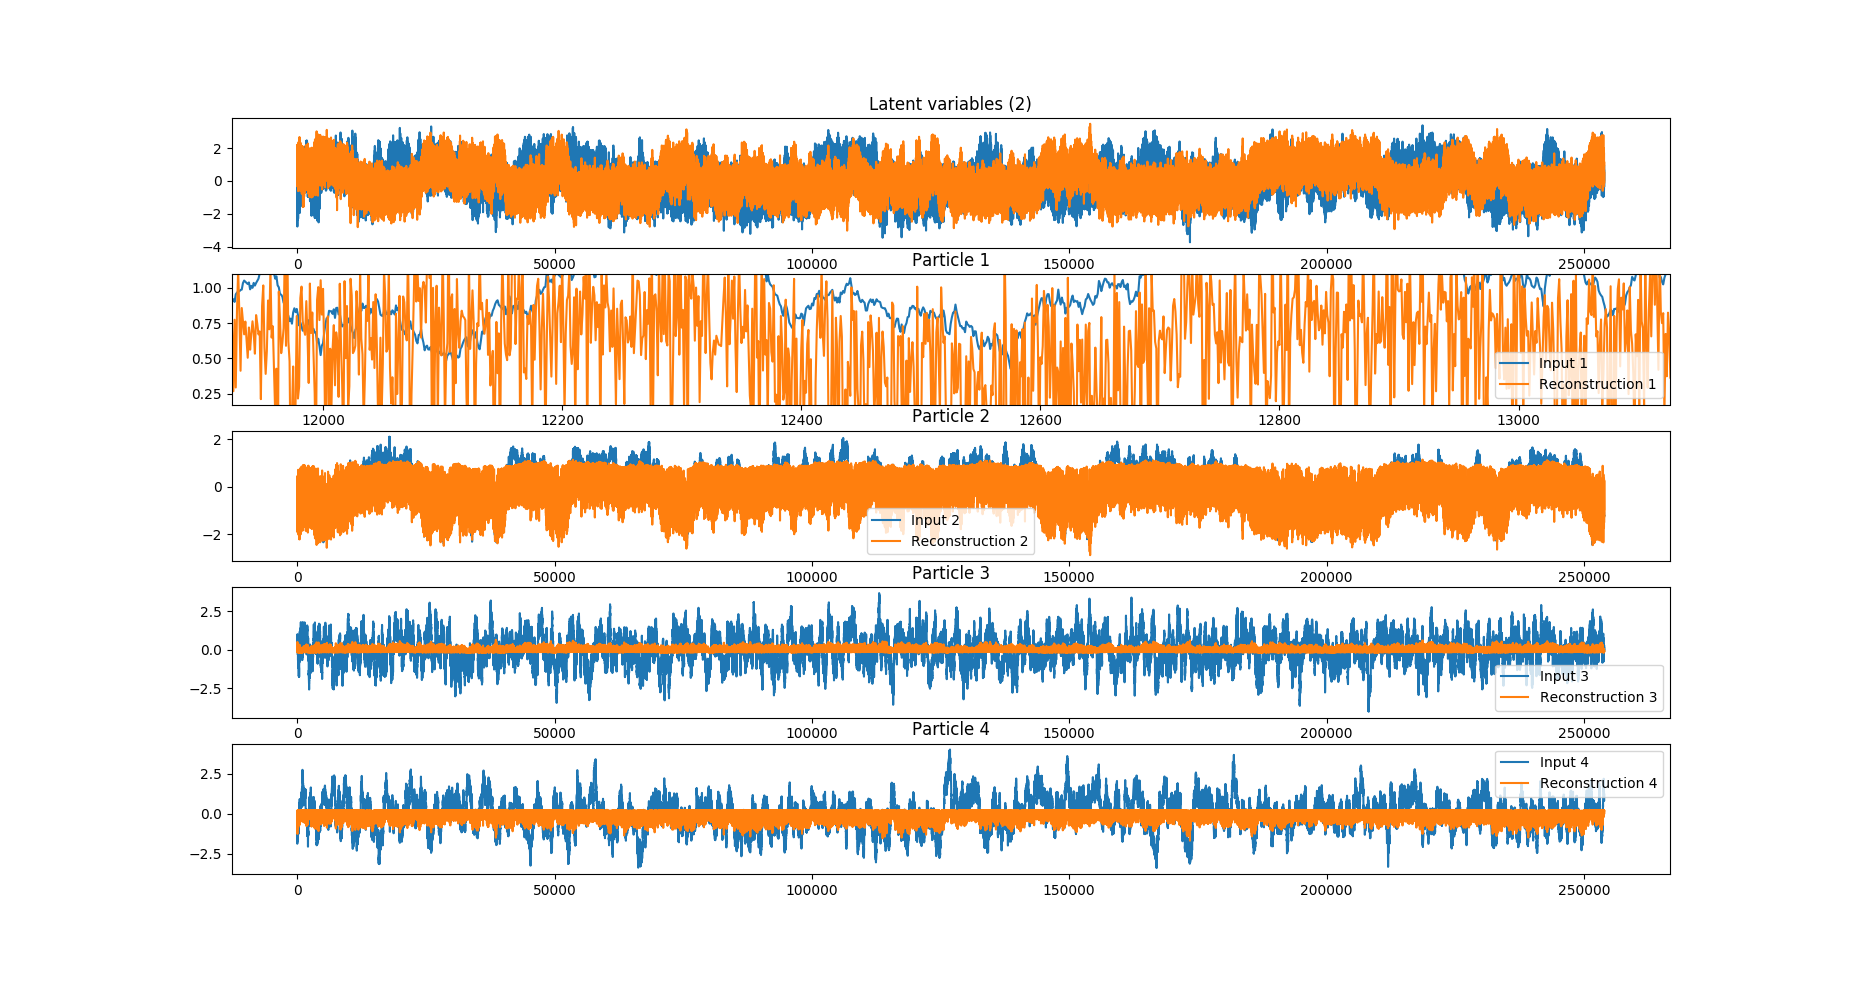 Latent variables (2)
2
0
−2
−4
0 50000 100000 150000 200000 250000
Particle 1
1.00
0.75
0.50
0.25
Input 1
Reconstruction 1
12000 12200 12400 12600 12800 13000
Particle 2
2
0
−2
Input 2
Reconstruction 2
0 50000 100000 150000 200000 250000
Particle 3
2.5
0.0
−2.5
Input 3
Reconstruction 3
0 50000 100000 150000 200000 250000
Particle 4
2.5
0.0
−2.5
Input 4
Reconstruction 4
0 50000 100000 150000 200000 250000